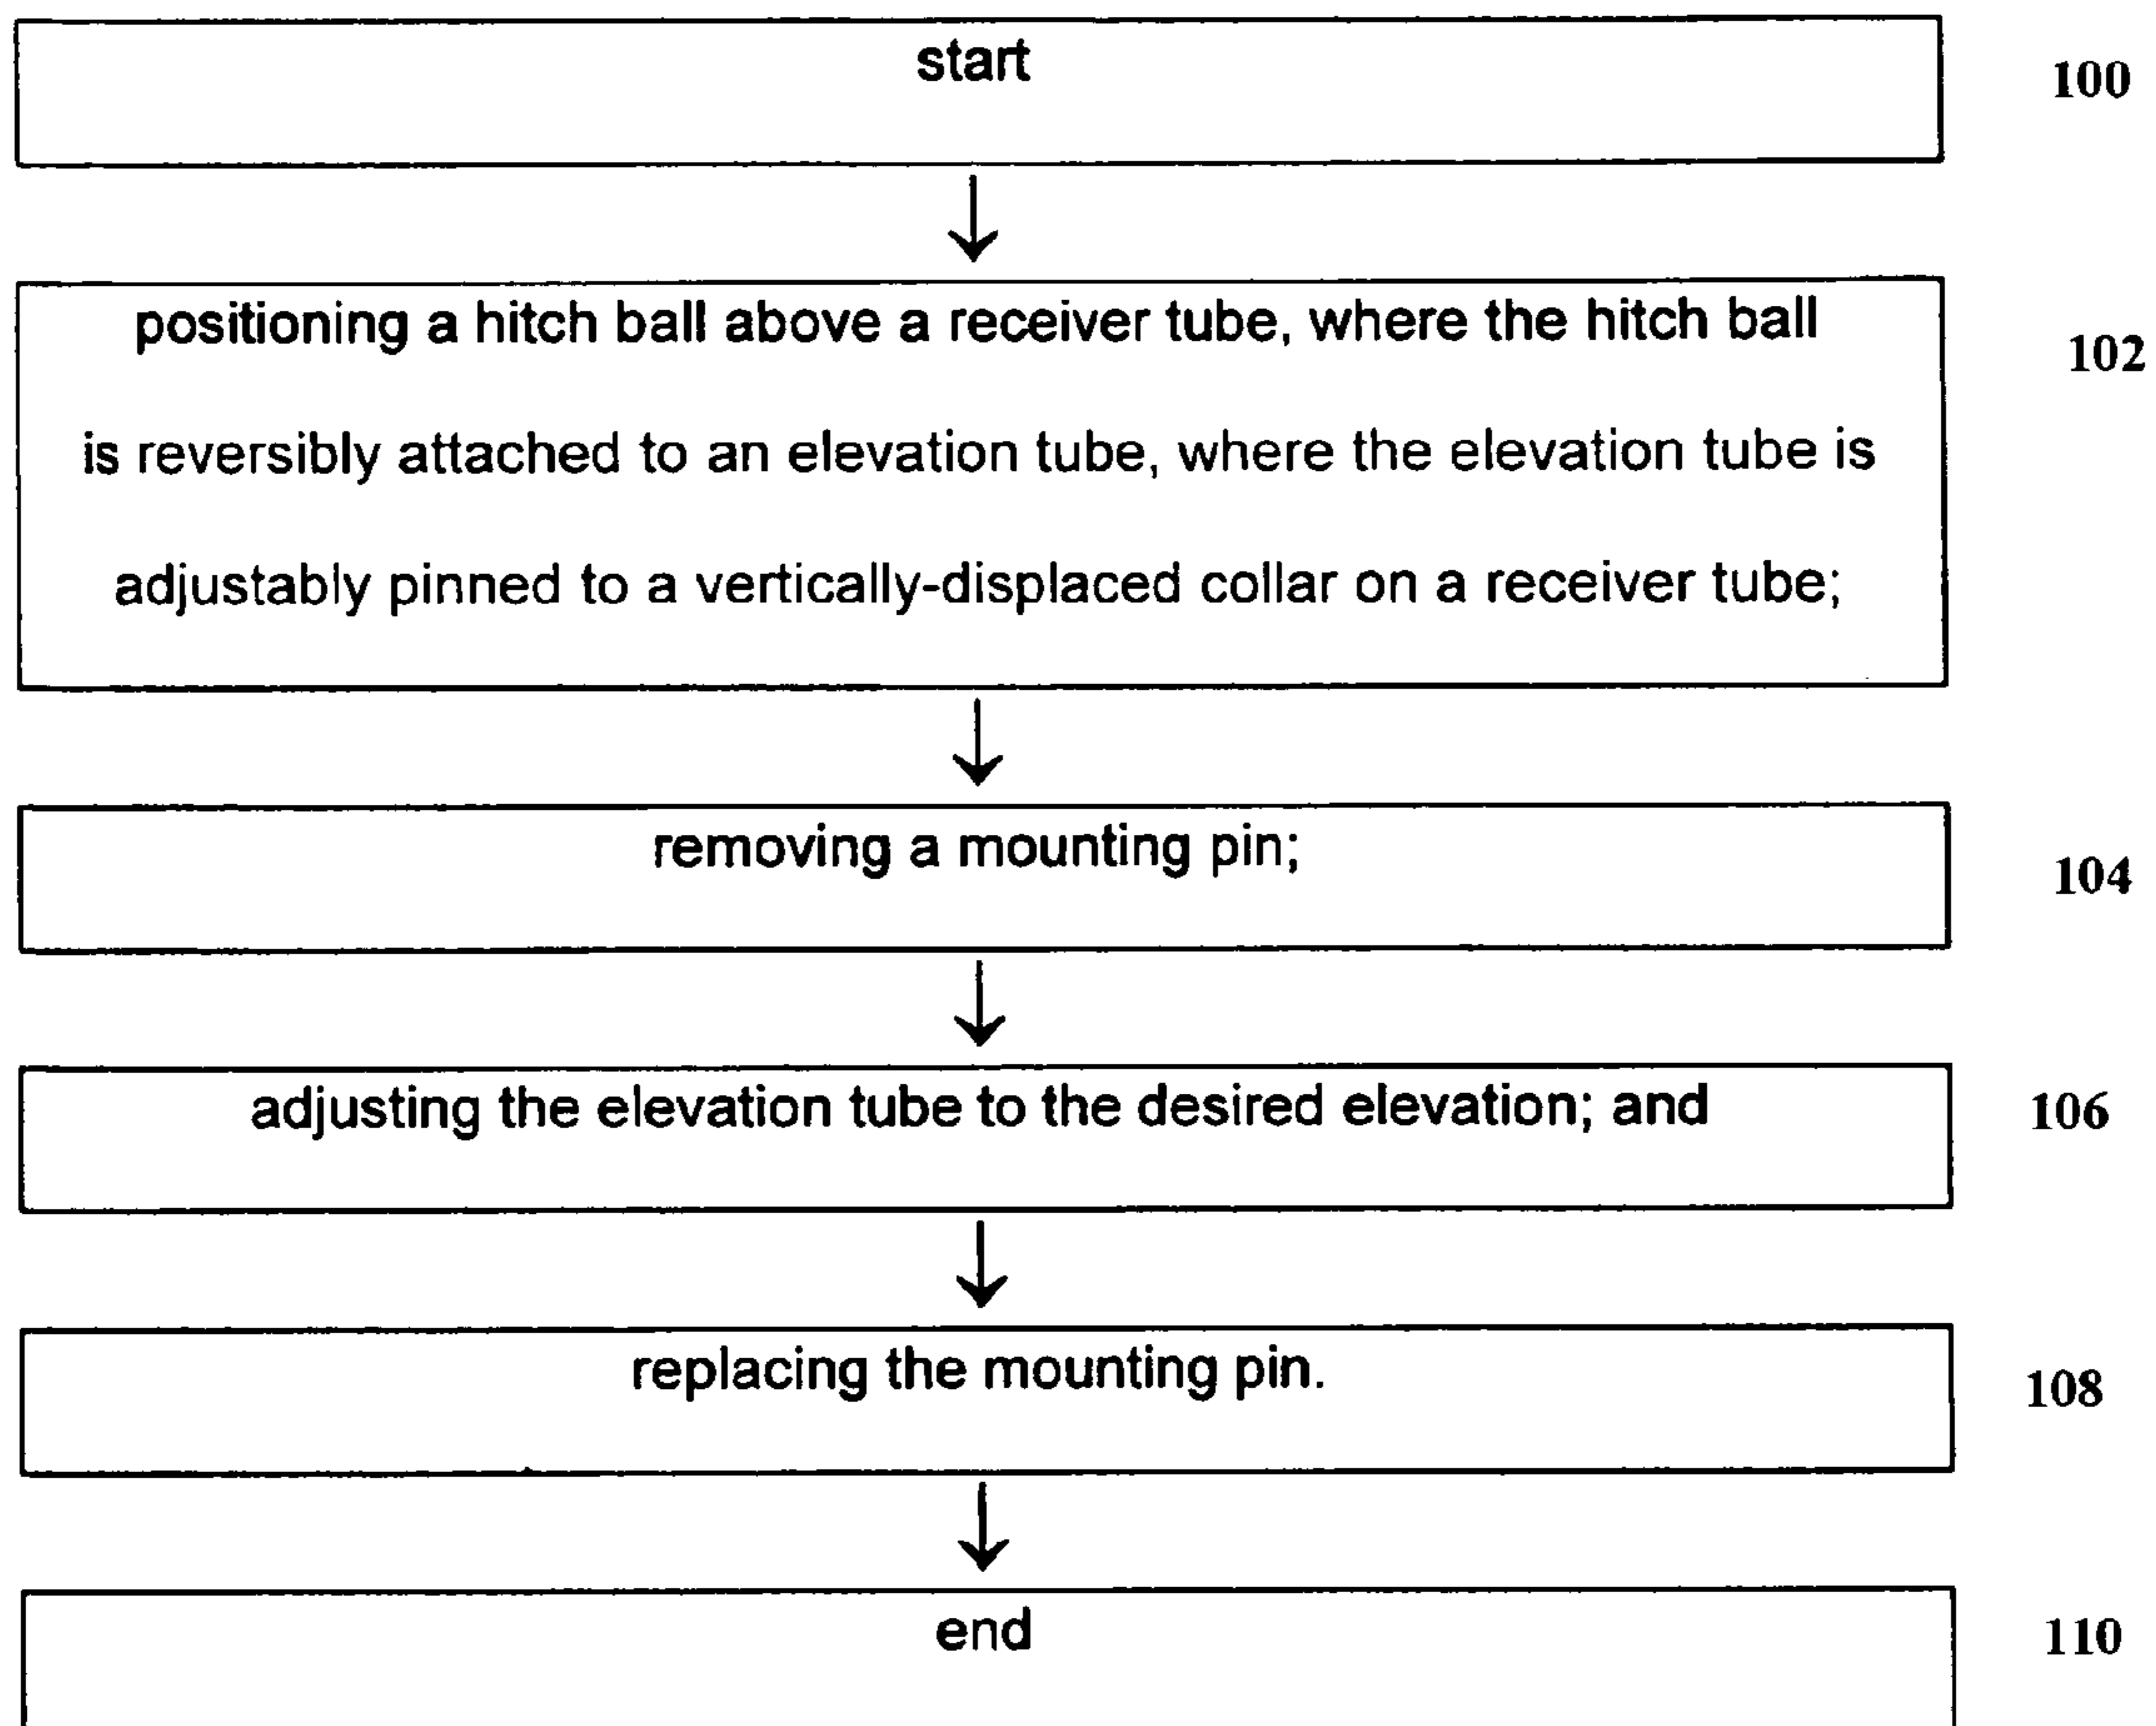 start
100
positioning a hitch ball above a receiver tube, where the hitch ball
102
is reversibly attached to an elevation tube, where the elevation tube is
adjustably pinned to a vertically-displaced collar on a receiver tube;
removing a mounting pin;
104
adjusting the elevation tube to the desired elevation; and
106
replacing the mounting pin.
108
end
110